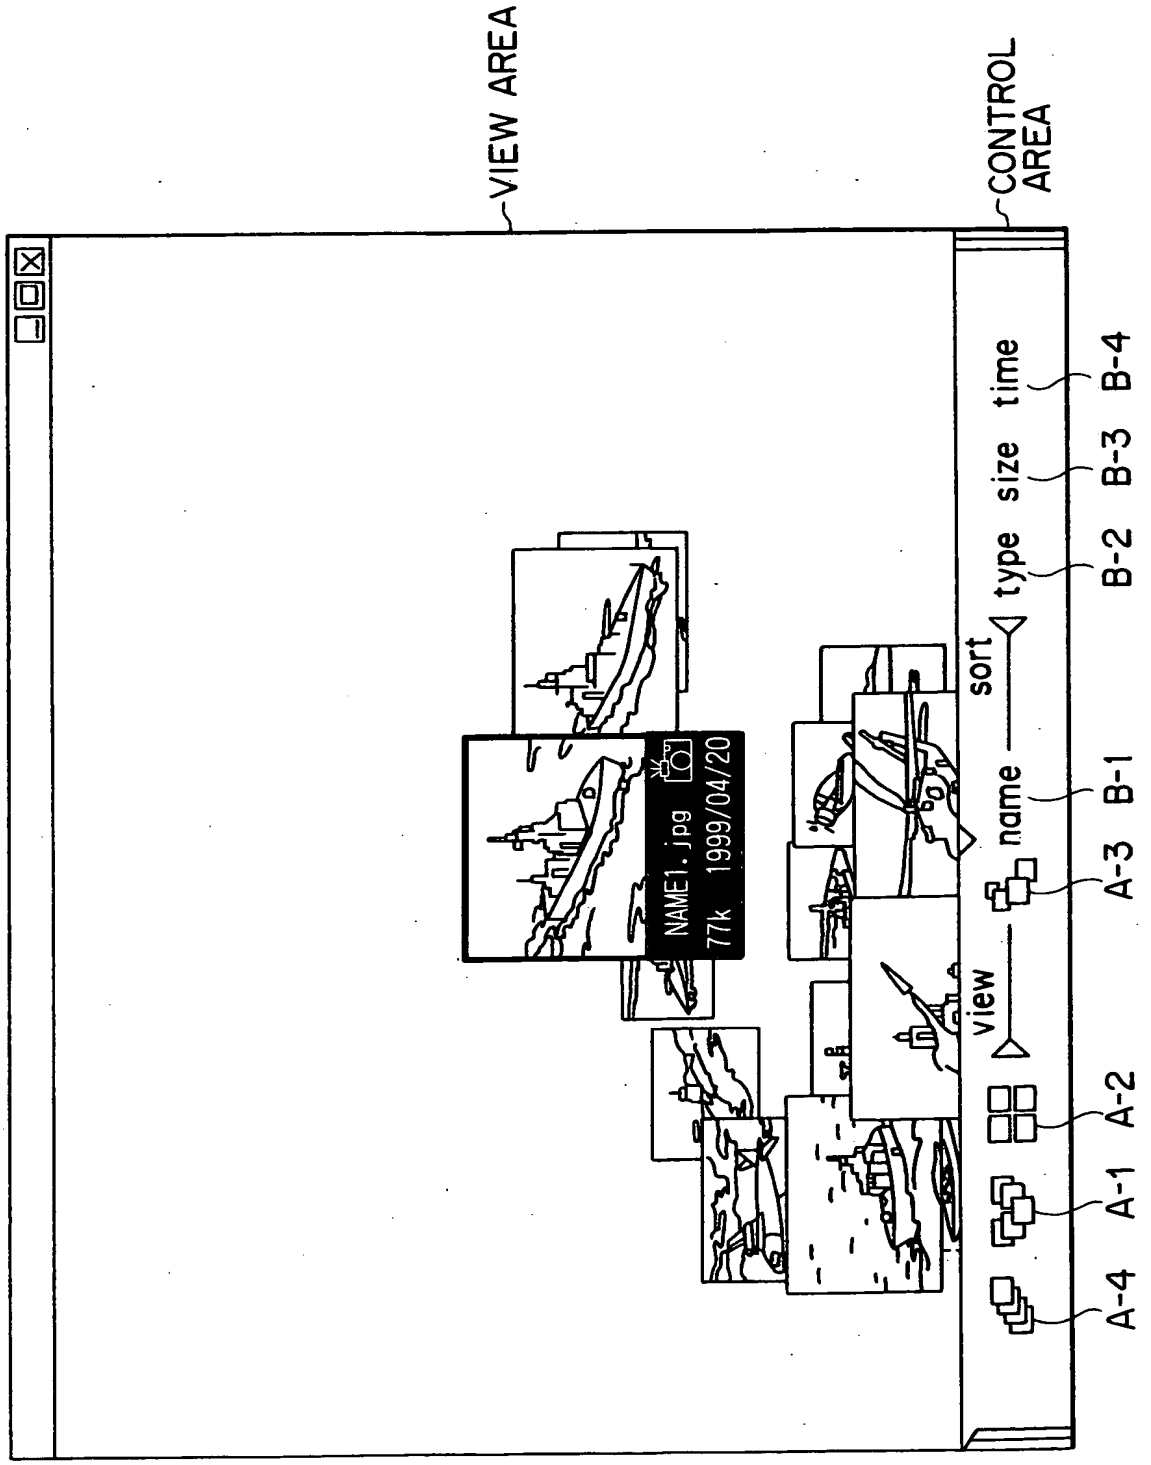 VIEW AREA
NAME1.jpg
77k 1999/04/20
CONTROL
AREA
view
sort
name
type
size
time
A-4
A-1
A-2
A-3
B-1
B-2
B-3
B-4